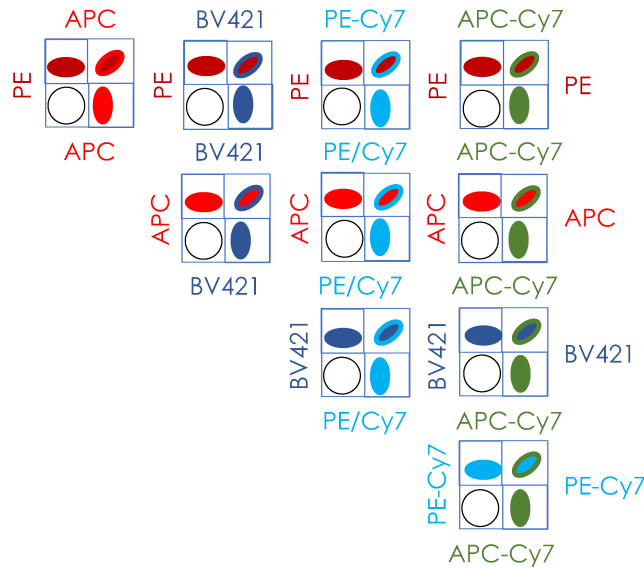 APC BV421 PE-Cy7 APC-Cy7
PE PE PE PE PE
APC BV421 PE/Cy7 APC-Cy7
APC APC APC APC
BV421 PE/Cy7 APC-Cy7
BV421 BV421 BV421
PE/Cy7 APC-Cy7
PE-Cy7 PE-Cy7
APC-Cy7